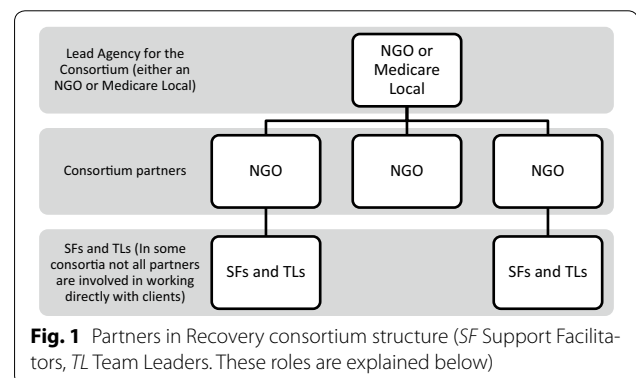 Lead Agency for the
Consortium (either an
NGO or Medicare Local)
NGO or
Medicare
Local
Consortium partners
NGO
NGO
NGO
SFs and TLs (In some
consortia not all partners
are involved in working
directly with clients)
SFs and TLs
SFs and TLs
Fig. 1 Partners in Recovery consortium structure (SF Support Facilita-
tors, TL Team Leaders. These roles are explained below)